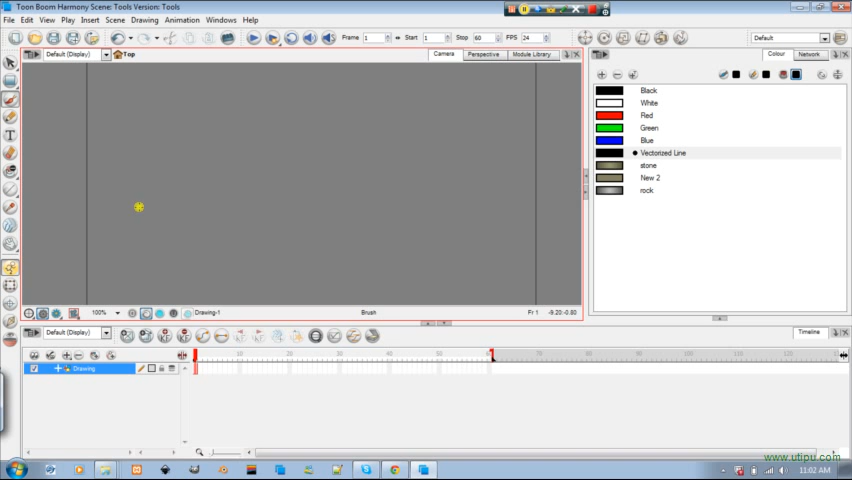 Toon Boom Harmony Scene: Tools Version: Tools
File Edit View Play Insert Scene Drawing Animation Windows Help
Frame 1 Start 1 Stop 60 FPS 24 Default
Default (Display) Top Camera Perspective Module Library Colour Network
Black
White
Red
Green
Blue
Vectorized Line
stone
New 2
rock
T
100% Drawing-1 Brush Fr 1 -9.20:-0.80
Default (Display) Timeline
10 20 30 40 50 60 70 80 90 100 110 120
Drawing
www.utipu.com
11:02 AM